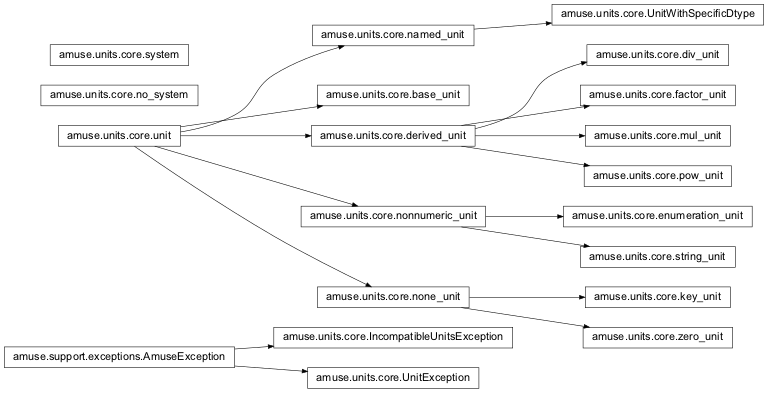 amuse.units.core.UnitWithSpecificDtype
amuse.units.core.named_unit
amuse.units.core.system
amuse.units.core.div_unit
amuse.units.core.no_system
amuse.units.core.base_unit
amuse.units.core.factor_unit
amuse.units.core.unit
amuse.units.core.derived_unit
amuse.units.core.mul_unit
amuse.units.core.pow_unit
amuse.units.core.nonnumeric_unit
amuse.units.core.enumeration_unit
amuse.units.core.string_unit
amuse.units.core.none_unit
amuse.units.core.key_unit
amuse.units.core.IncompatibleUnitsException
amuse.units.core.zero_unit
amuse.support.exceptions.AmuseException
amuse.units.core.UnitException